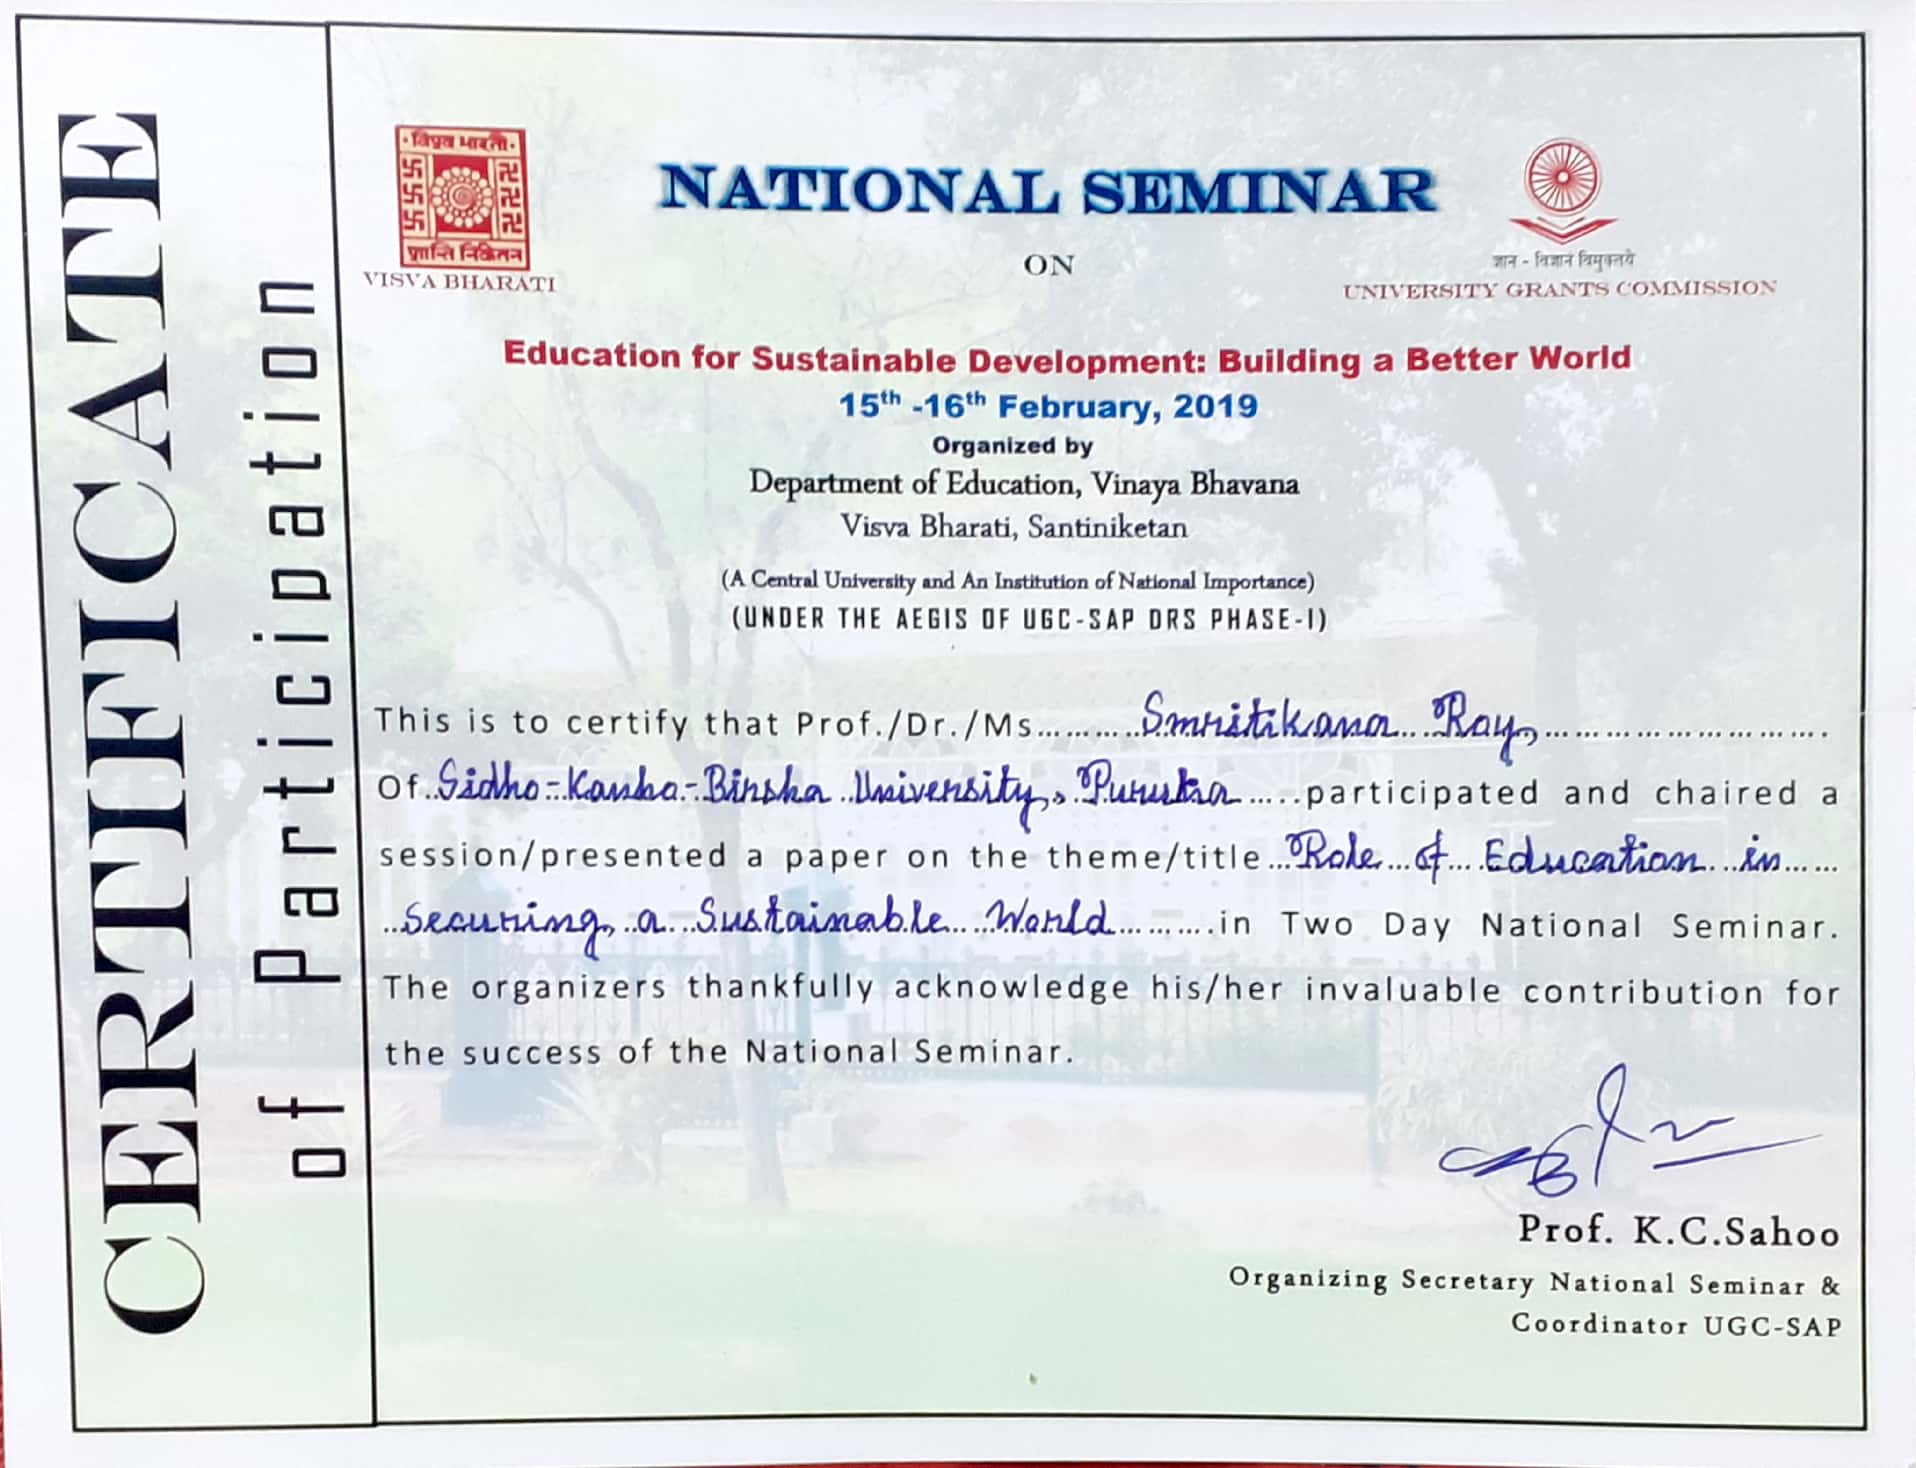 CERTIFICATE
of Participation
विश्व भारती
शान्ति निकेतन
VISVA BHARATI
NATIONAL SEMINAR
ज्ञान - विज्ञानं विमुक्तये
UNIVERSITY GRANTS COMMISSION
ON
Education for Sustainable Development: Building a Better World
15th -16th February, 2019
Organized by
Department of Education, Vinaya Bhavana
Visva Bharati, Santiniketan
(A Central University and An Institution of National Importance)
(UNDER THE AEGIS OF UGC-SAP DRS PHASE-I)
This is to certify that Prof./Dr./Ms.......... Smritikana Ray, ..........................
Of Sidho-Kanho-Birsha University, Purulia ..... participated and chaired a
session/presented a paper on the theme/title... Role of Education in ......
Securing a Sustainable World .......... in Two Day National Seminar.
The organizers thankfully acknowledge his/her invaluable contribution for
the success of the National Seminar.
Prof. K.C.Sahoo
Organizing Secretary National Seminar &
Coordinator UGC-SAP